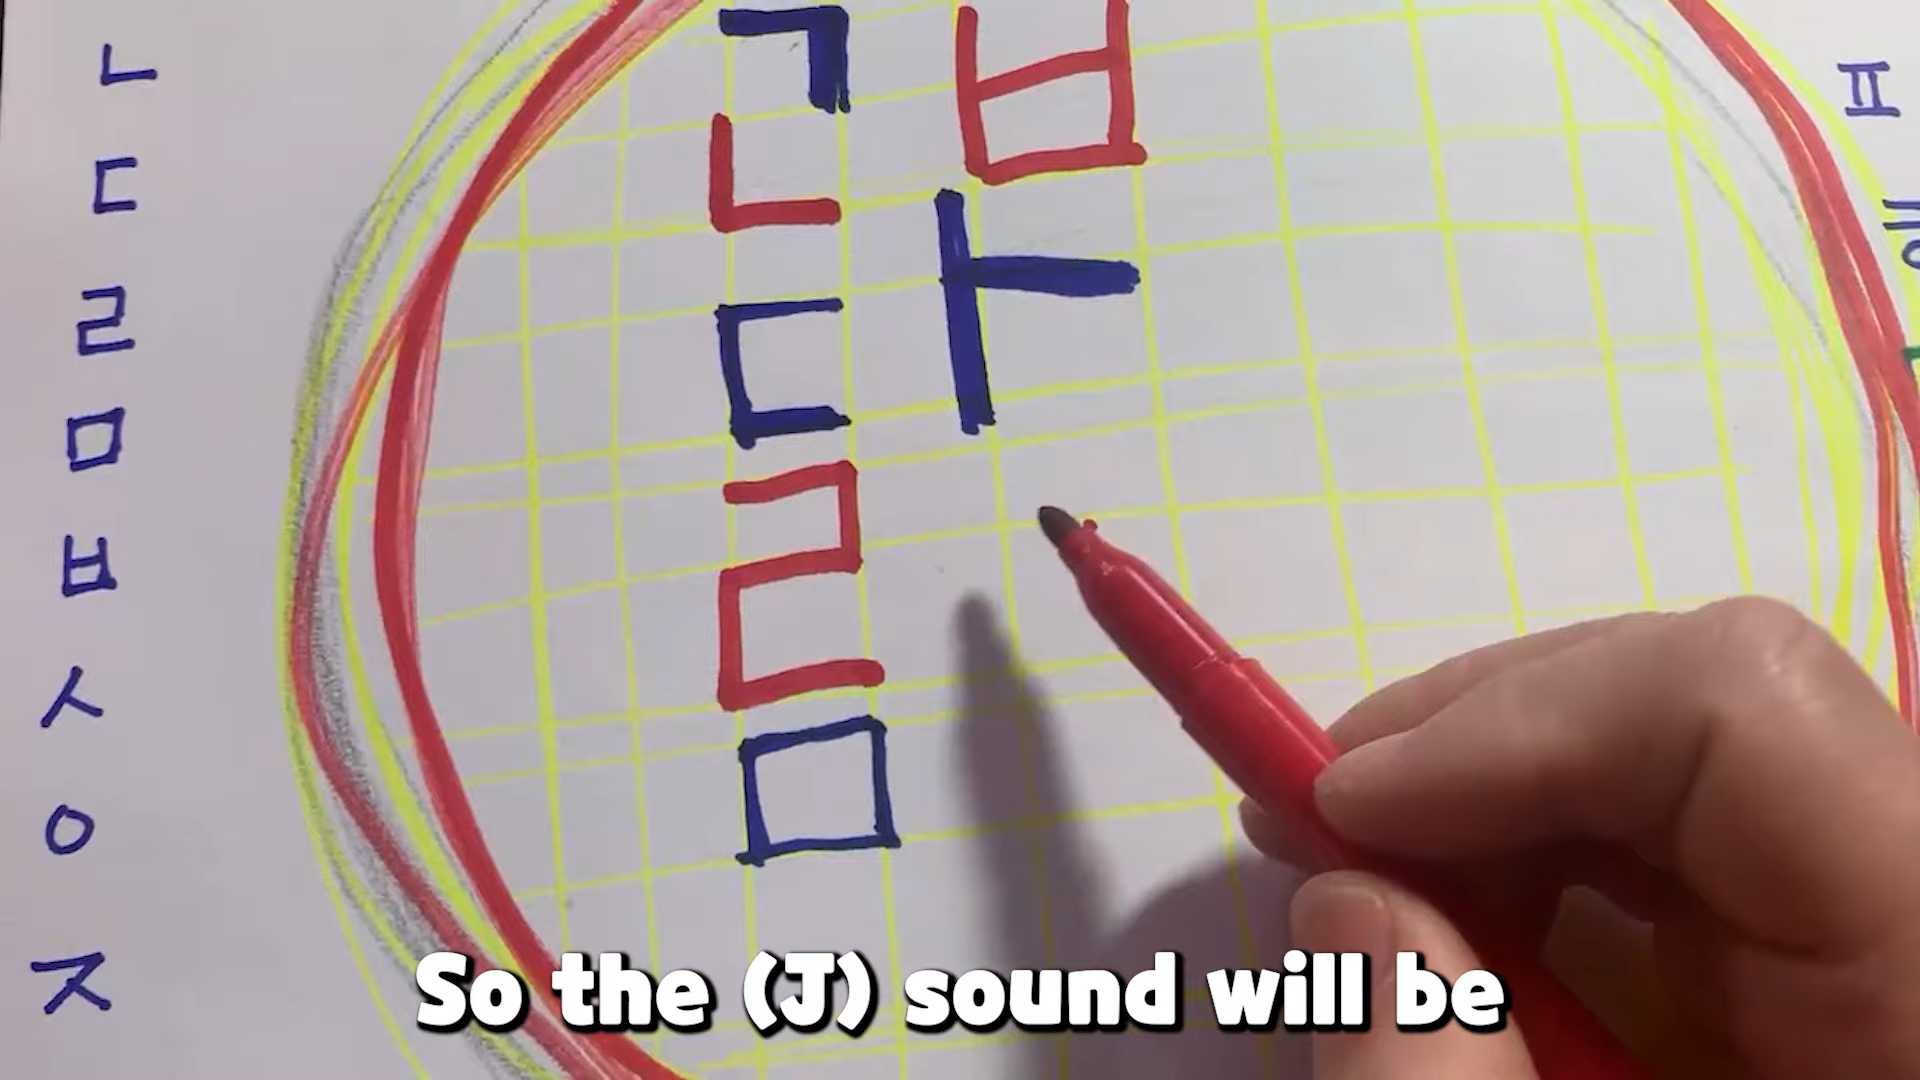 ㄴ
ㄷ
ㄹ
ㅁ
ㅂ
ㅅ
ㅇ
ㅈ
ㄱ
ㄴ
ㄷ
ㄹ
ㅁ
ㅂ
ㅏ
ㅍ
So the (J) sound will be